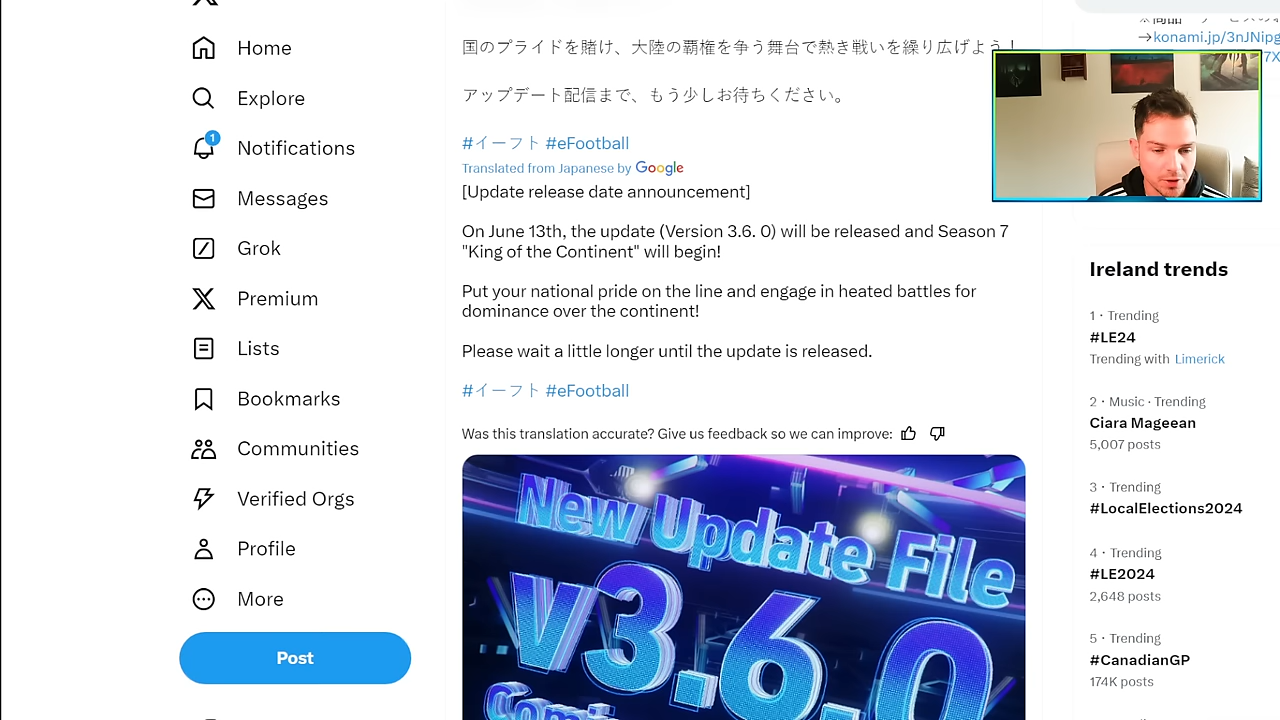 Home
Explore
1
Notifications
Messages
Grok
Premium
Lists
Bookmarks
Communities
Verified Orgs
Profile
More
Post
国のプライドを賭け、大陸の覇権を争う舞台で熱き戦いを繰り広げよう！
アップデート配信まで、もう少しお待ちください。
#イーフト #eFootball
Translated from Japanese by Google
[Update release date announcement]
On June 13th, the update (Version 3.6. 0) will be released and Season 7
"King of the Continent" will begin!
Put your national pride on the line and engage in heated battles for
dominance over the continent!
Please wait a little longer until the update is released.
#イーフト #eFootball
Was this translation accurate? Give us feedback so we can improve:
New Update File
v3.6.0
→konami.jp/3nJNipg
7X
Ireland trends
1 · Trending
#LE24
Trending with Limerick
2 · Music · Trending
Ciara Mageean
5,007 posts
3 · Trending
#LocalElections2024
4 · Trending
#LE2024
2,648 posts
5 · Trending
#CanadianGP
174K posts